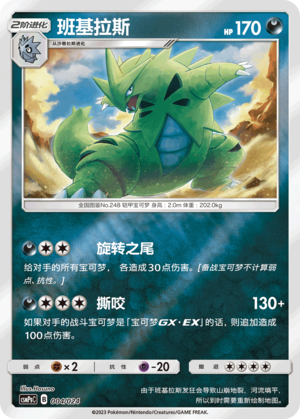 2阶进化
班基拉斯
HP 170
从沙基拉斯进化
全国图鉴No.248 铠甲宝可梦 身高：2.0m 体重：202.0kg
旋转之尾
给对手的所有宝可梦，各造成30点伤害。[备战宝可梦不计算弱点、抗性。]
撕咬 130+
如果对手的战斗宝可梦是「宝可梦GX·EX」的话，则追加造成100点伤害。
弱点 ×2 抗性 -20 撤退
Illus.Hasuno
CSMPgC D 004/024
由于班基拉斯发狂会导致山崩地裂，河流填平，所以到时需要重新绘制地图。
©2023 Pokémon/Nintendo/Creatures/GAME FREAK.